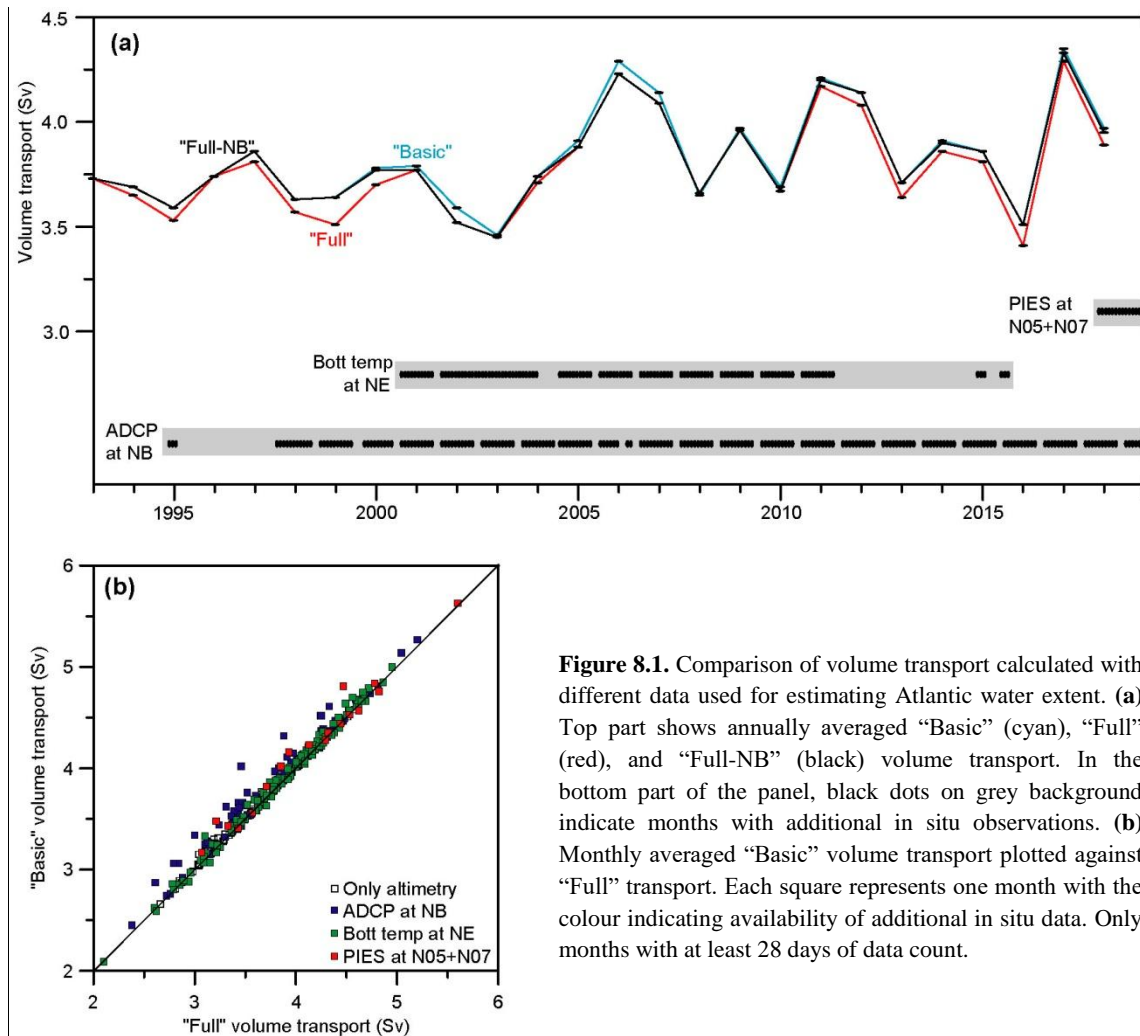 4.5
(a)
4.0
3.5
3.0
Volume transport (Sv)
"Full-NB"
"Basic"
"Full"
PIES at
N05+N07
Bott temp
at NE
ADCP
at NB
1995 2000 2005 2010 2015
6
(b)
5
4
3
2
"Basic" volume transport (Sv)
Only altimetry
ADCP at NB
Bott temp at NE
PIES at N05+N07
2 3 4 5 6
"Full" volume transport (Sv)
Figure 8.1. Comparison of volume transport calculated with
different data used for estimating Atlantic water extent. (a)
Top part shows annually averaged “Basic” (cyan), “Full”
(red), and “Full-NB” (black) volume transport. In the
bottom part of the panel, black dots on grey background
indicate months with additional in situ observations. (b)
Monthly averaged “Basic” volume transport plotted against
“Full” transport. Each square represents one month with the
colour indicating availability of additional in situ data. Only
months with at least 28 days of data count.